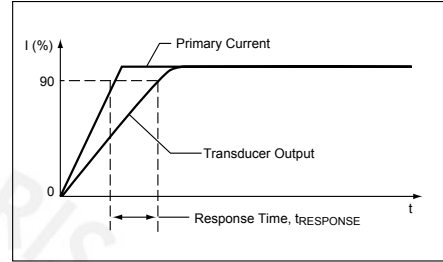 I (%)
Primary Current
90
Transducer Output
0
t
Response Time, tRESPONSE